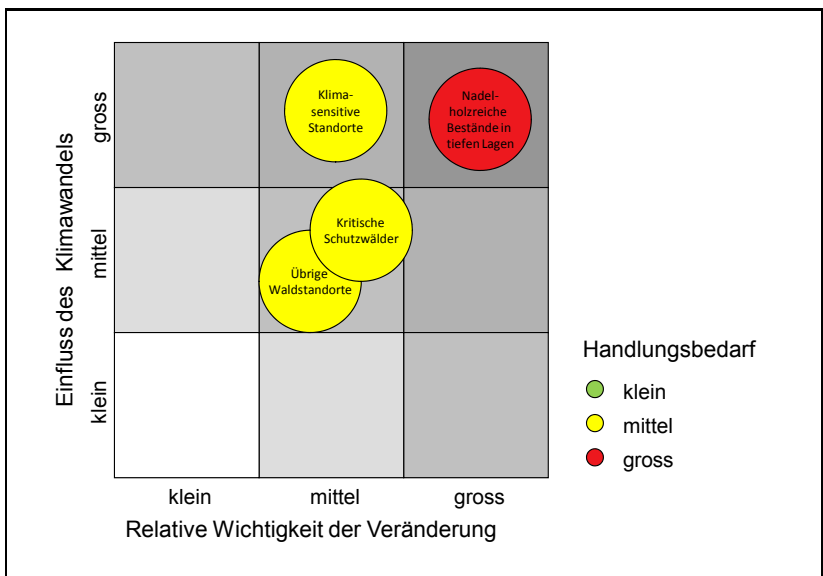 Einfluss des Klimawandels
gross
mittel
klein
Klima-
sensitive
Standorte
Nadel-
holzreiche
Bestände in
tiefen Lagen
Kritische
Schutzwälder
Übrige
Waldstandorte
klein
mittel
gross
Relative Wichtigkeit der Veränderung
Handlungsbedarf
klein
mittel
gross